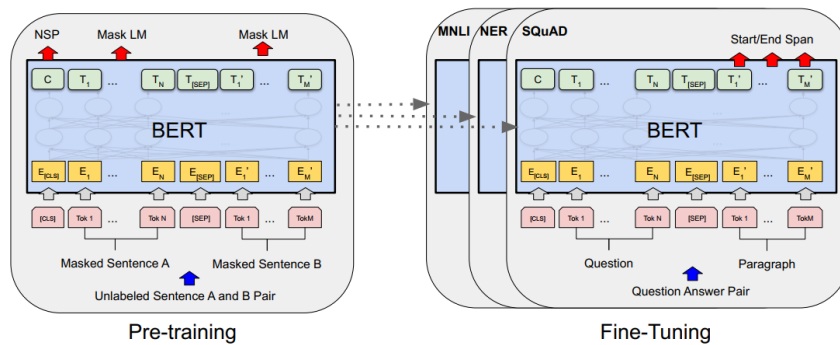 NSP Mask LM Mask LM
C T1 ... TN T[SEP] T1' ... TM'
BERT
E[CLS] E1 ... EN E[SEP] E1' ... EM'
[CLS] Tok 1 ... Tok N [SEP] Tok 1 ... TokM
Masked Sentence A Masked Sentence B
Unlabeled Sentence A and B Pair
Pre-training
MNLI NER SQuAD
Start/End Span
C T1 ... TN T[SEP] T1' ... TM'
BERT
E[CLS] E1 ... EN E[SEP] E1' ... EM'
[CLS] Tok 1 ... Tok N [SEP] Tok 1 ... TokM
Question Paragraph
Question Answer Pair
Fine-Tuning